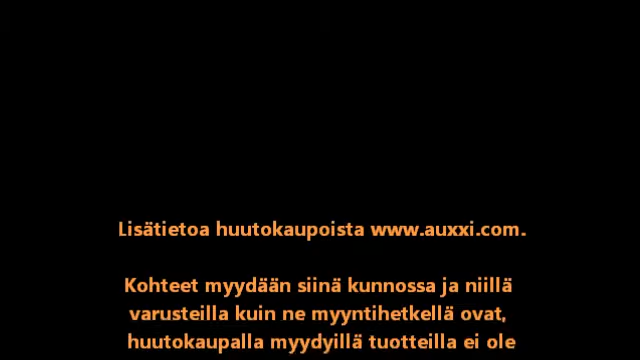 Lisätietoa huutokaupoista www.auxxi.com.
Kohteet myydään siinä kunnossa ja niillä
varusteilla kuin ne myyntihetkellä ovat,
huutokaupalla myydyillä tuotteilla ei ole